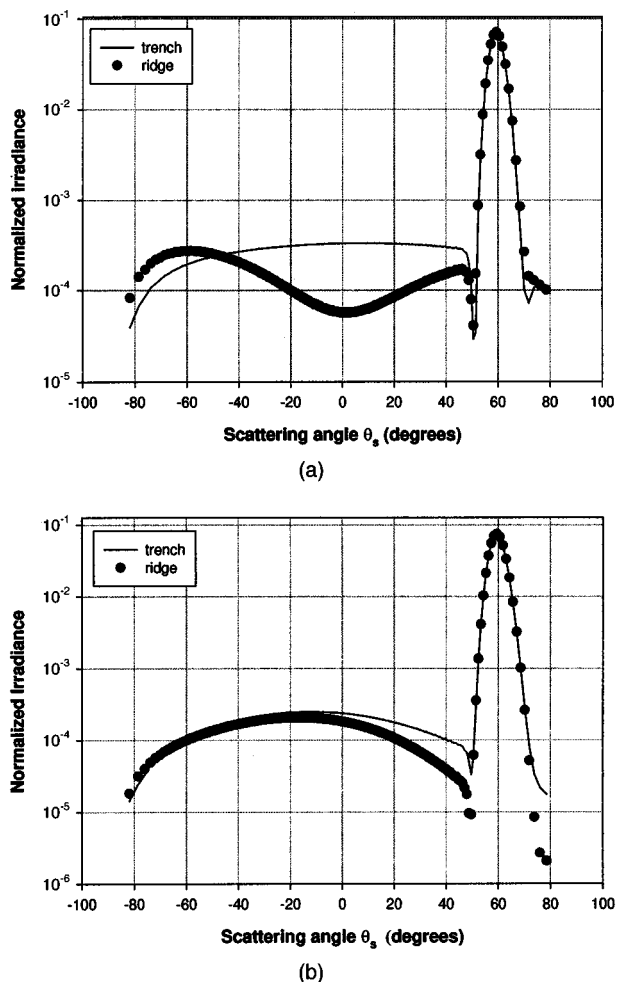 10⁻¹
10⁻²
10⁻³
10⁻⁴
10⁻⁵
Normalized irradiance
trench
ridge
-100 -80 -60 -40 -20 0 20 40 60 80 100
Scattering angle θs (degrees)
(a)
10⁻¹
10⁻²
10⁻³
10⁻⁴
10⁻⁵
10⁻⁶
Normalized Irradiance
trench
ridge
-100 -80 -60 -40 -20 0 20 40 60 80 100
Scattering angle θs (degrees)
(b)